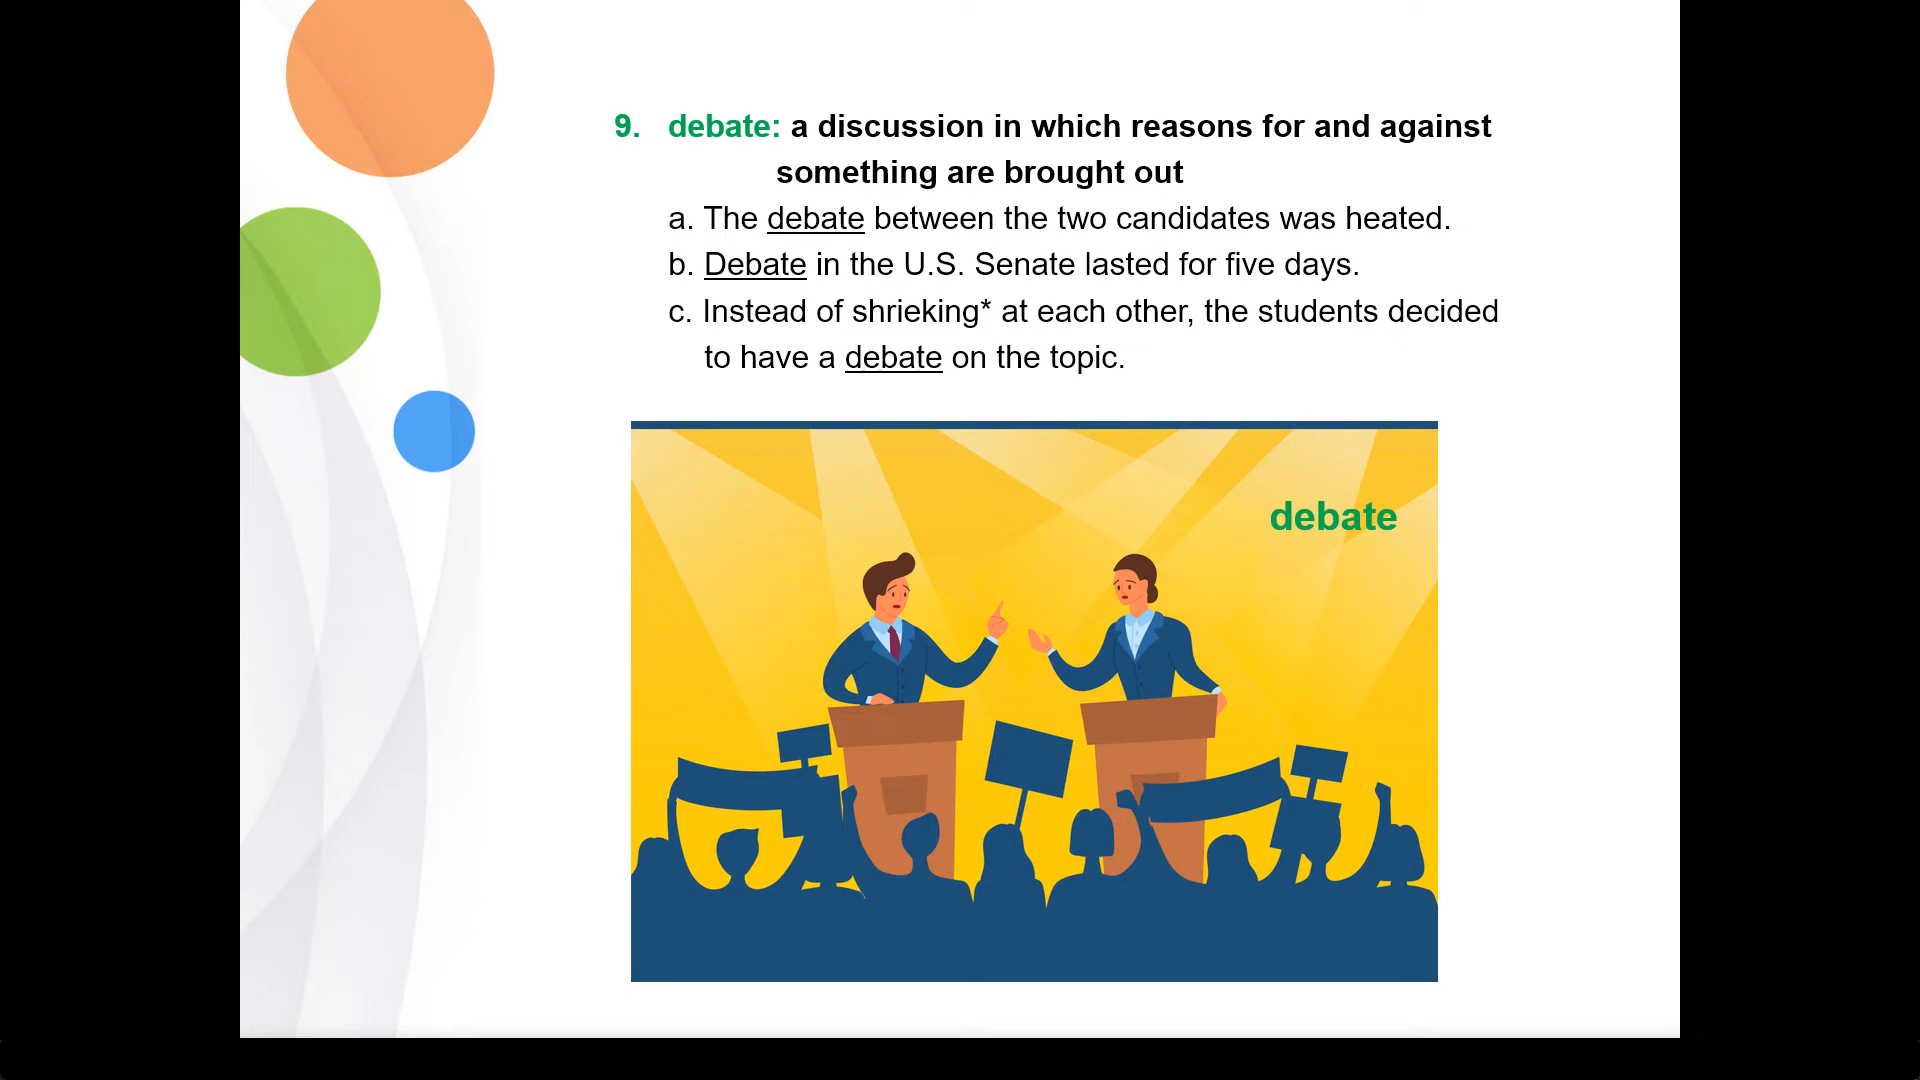 9. debate: a discussion in which reasons for and against
something are brought out
a. The debate between the two candidates was heated.
b. Debate in the U.S. Senate lasted for five days.
c. Instead of shrieking* at each other, the students decided
to have a debate on the topic.
debate